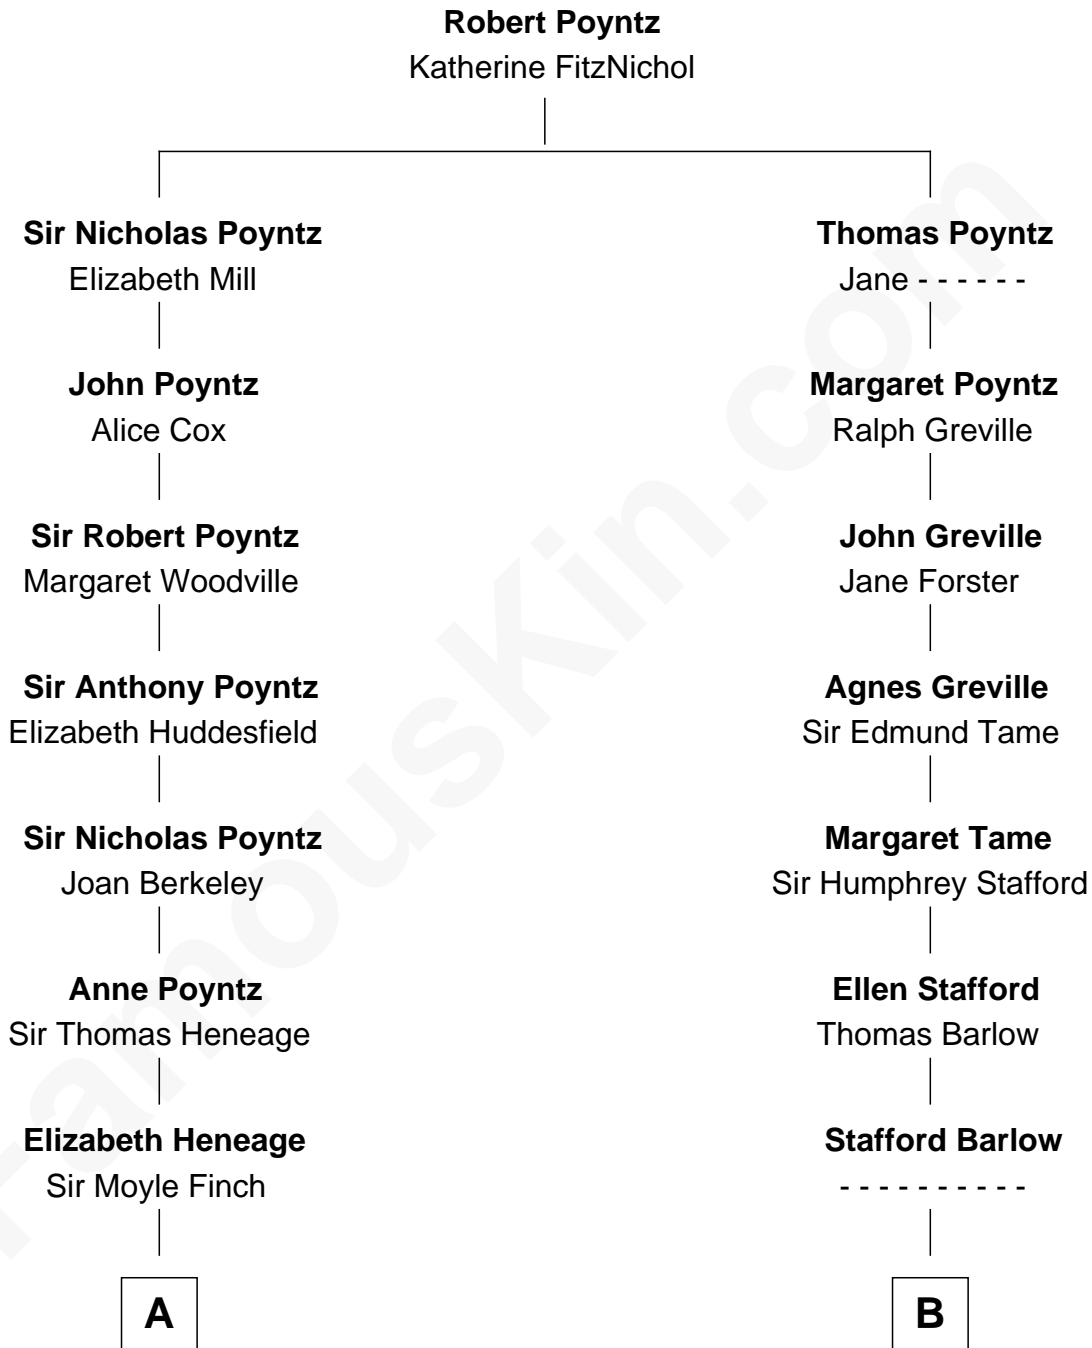 Robert Poyntz
Katherine FitzNichol
Sir Nicholas Poyntz
Elizabeth Mill
Thomas Poyntz
Jane - - - - - -
John Poyntz
Alice Cox
Margaret Poyntz
Ralph Greville
Sir Robert Poyntz
Margaret Woodville
John Greville
Jane Forster
Sir Anthony Poyntz
Elizabeth Huddesfield
Agnes Greville
Sir Edmund Tame
Sir Nicholas Poyntz
Joan Berkeley
Margaret Tame
Sir Humphrey Stafford
Anne Poyntz
Sir Thomas Heneage
Ellen Stafford
Thomas Barlow
Elizabeth Heneage
Sir Moyle Finch
Stafford Barlow
- - - - - - - - - -
A
B
FamousKin.com